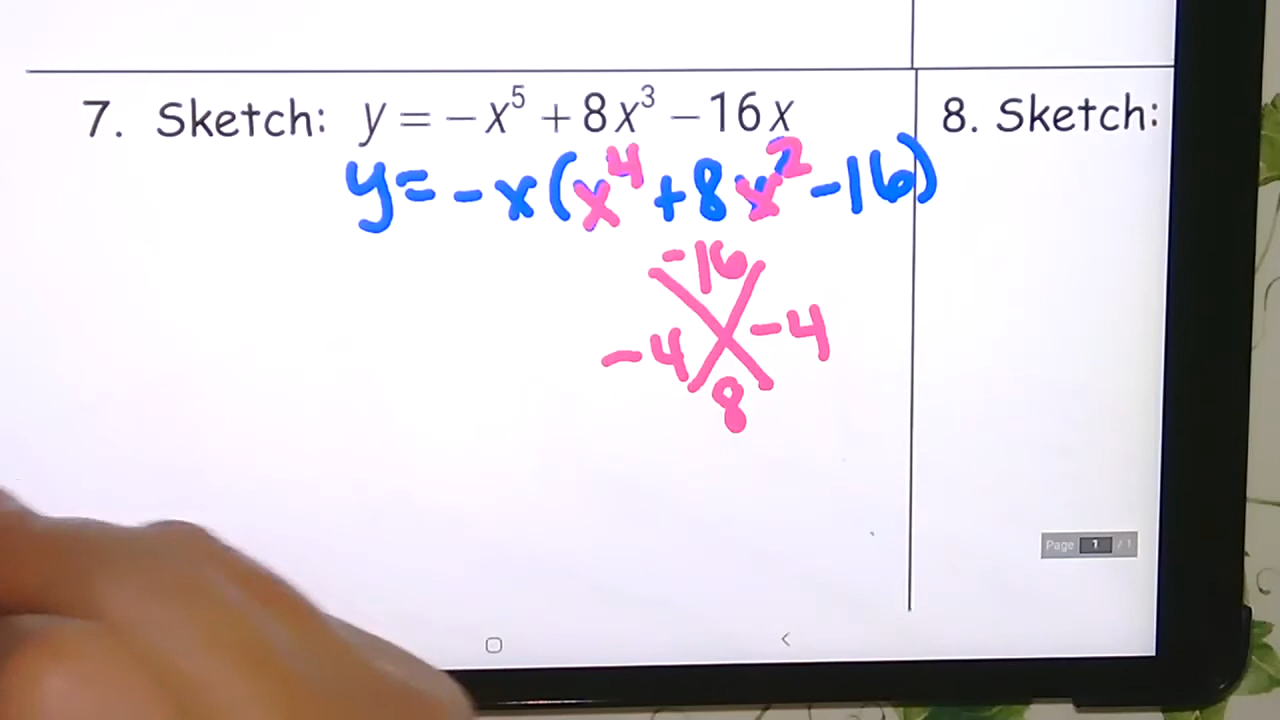 7. Sketch: y = -x⁵ + 8x³ - 16x
8. Sketch:
y = -x(x⁴ + 8x² - 16)
-16
-4 -4
8
Page 1 / 1